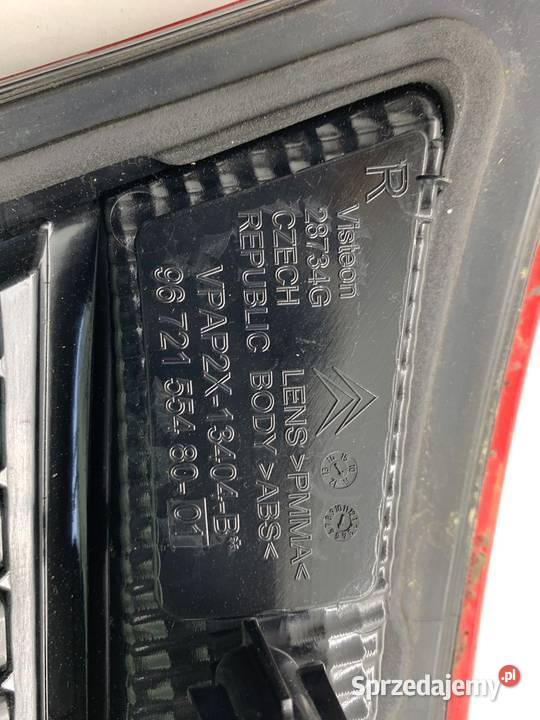 R
Visteon
28734G
CZECH LENS >PMMA<
REPUBLIC BODY >ABS<
VPAP2X-13404-B*
96 721 554 80-01
Sprzedajemy.pl